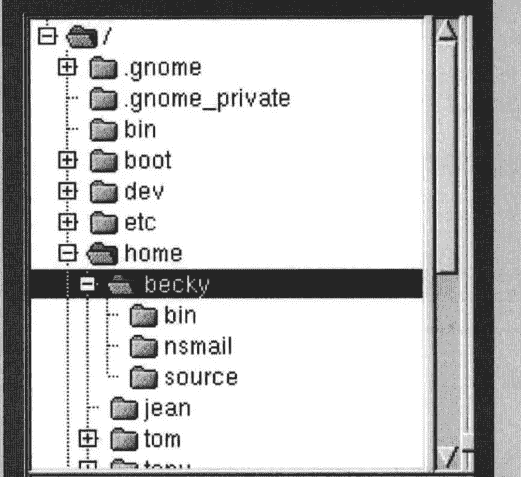 /
.gnome
.gnome_private
bin
boot
dev
etc
home
becky
bin
nsmail
source
jean
tom